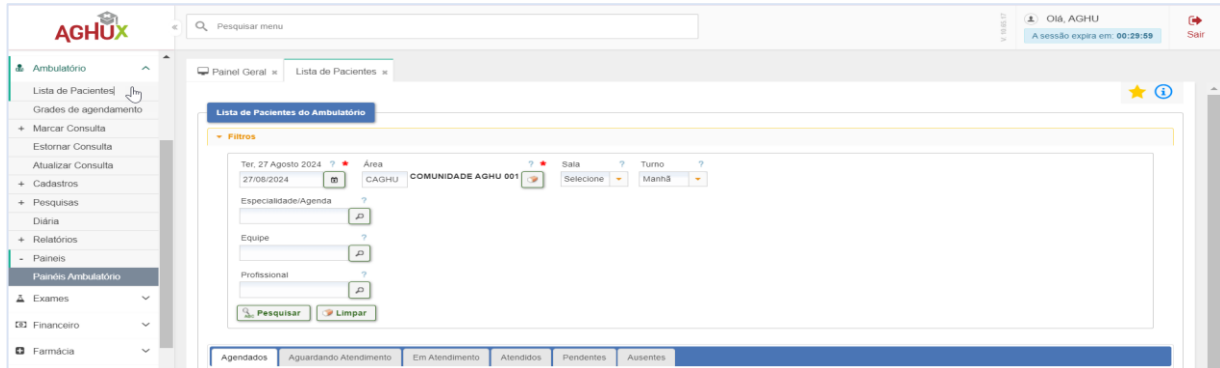 AGHUX
«
Pesquisar menu
Olá, AGHU
A sessão expira em: 00:29:59
Sair
Ambulatório
Lista de Pacientes
Grades de agendamento
+ Marcar Consulta
Estornar Consulta
Atualizar Consulta
+ Cadastros
+ Pesquisas
Diária
+ Relatórios
- Paineis
Painéis Ambulatório
Exames
Financeiro
Farmácia
Painel Geral × Lista de Pacientes ×
Lista de Pacientes do Ambulatório
Filtros
Ter, 27 Agosto 2024 ? * Área ? * Sala ? Turno ?
27/08/2024 CAGHU COMUNIDADE AGHU 001 Selecione Manhã
Especialidade/Agenda ?
Equipe ?
Profissional ?
Pesquisar Limpar
Agendados Aguardando Atendimento Em Atendimento Atendidos Pendentes Ausentes